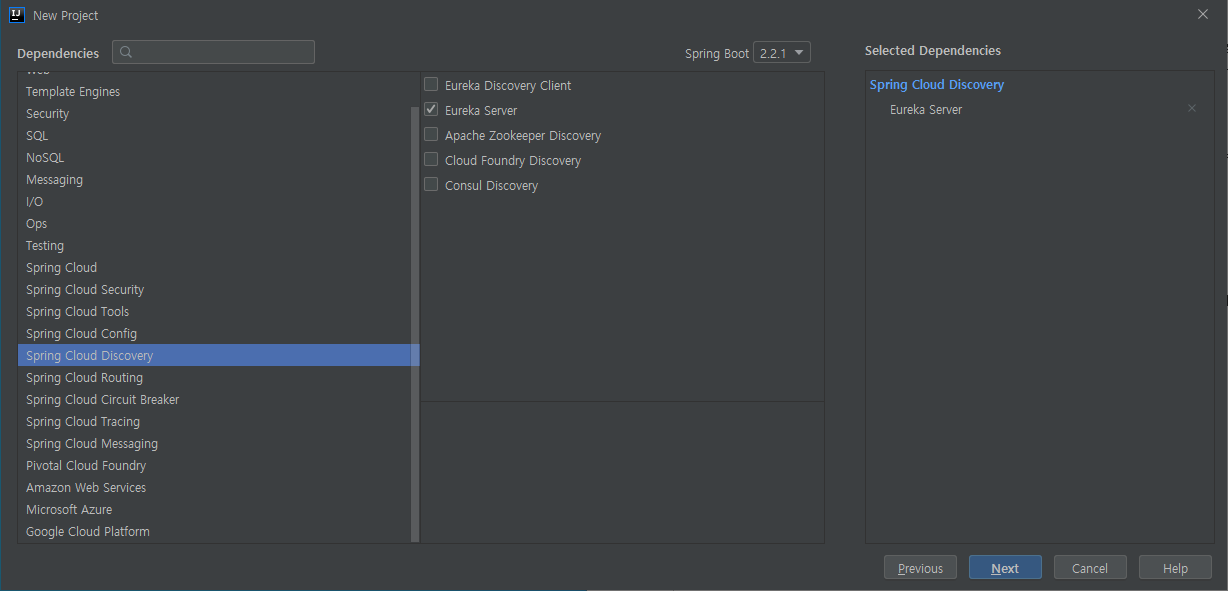 New Project
Dependencies
Spring Boot 2.2.1
Web
Template Engines
Security
SQL
NoSQL
Messaging
I/O
Ops
Testing
Spring Cloud
Spring Cloud Security
Spring Cloud Tools
Spring Cloud Config
Spring Cloud Discovery
Spring Cloud Routing
Spring Cloud Circuit Breaker
Spring Cloud Tracing
Spring Cloud Messaging
Pivotal Cloud Foundry
Amazon Web Services
Microsoft Azure
Google Cloud Platform
Eureka Discovery Client
Eureka Server
Apache Zookeeper Discovery
Cloud Foundry Discovery
Consul Discovery
Selected Dependencies
Spring Cloud Discovery
Eureka Server
Previous
Next
Cancel
Help